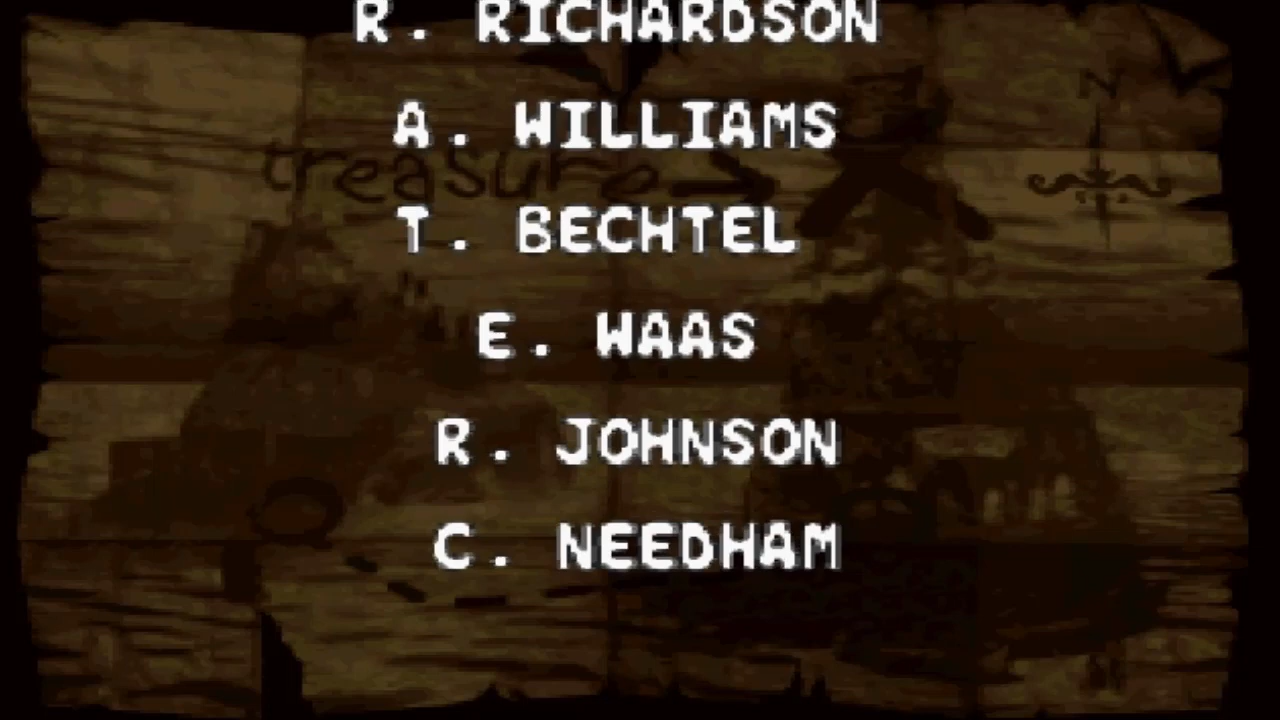 R. RICHARDSON
A. WILLIAMS
treasure
T. BECHTEL
E. WAAS
R. JOHNSON
C. NEEDHAM
N